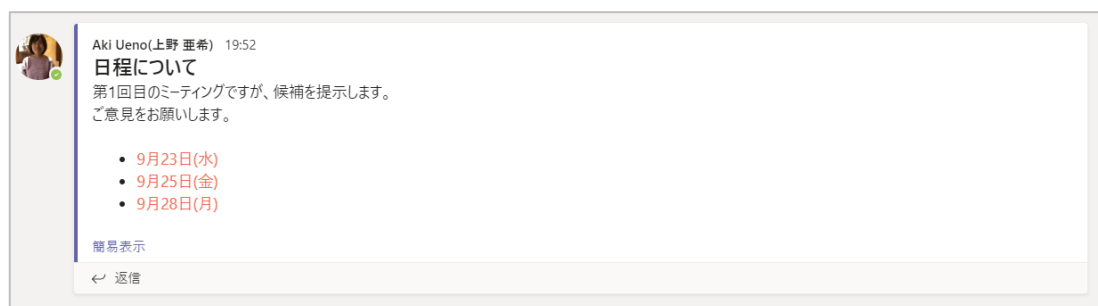 Aki Ueno(上野 亜希) 19:52
日程について
第1回目のミーティングですが、候補を提示します。
ご意見をお願いします。
• 9月23日(水)
• 9月25日(金)
• 9月28日(月)
簡易表示
返信